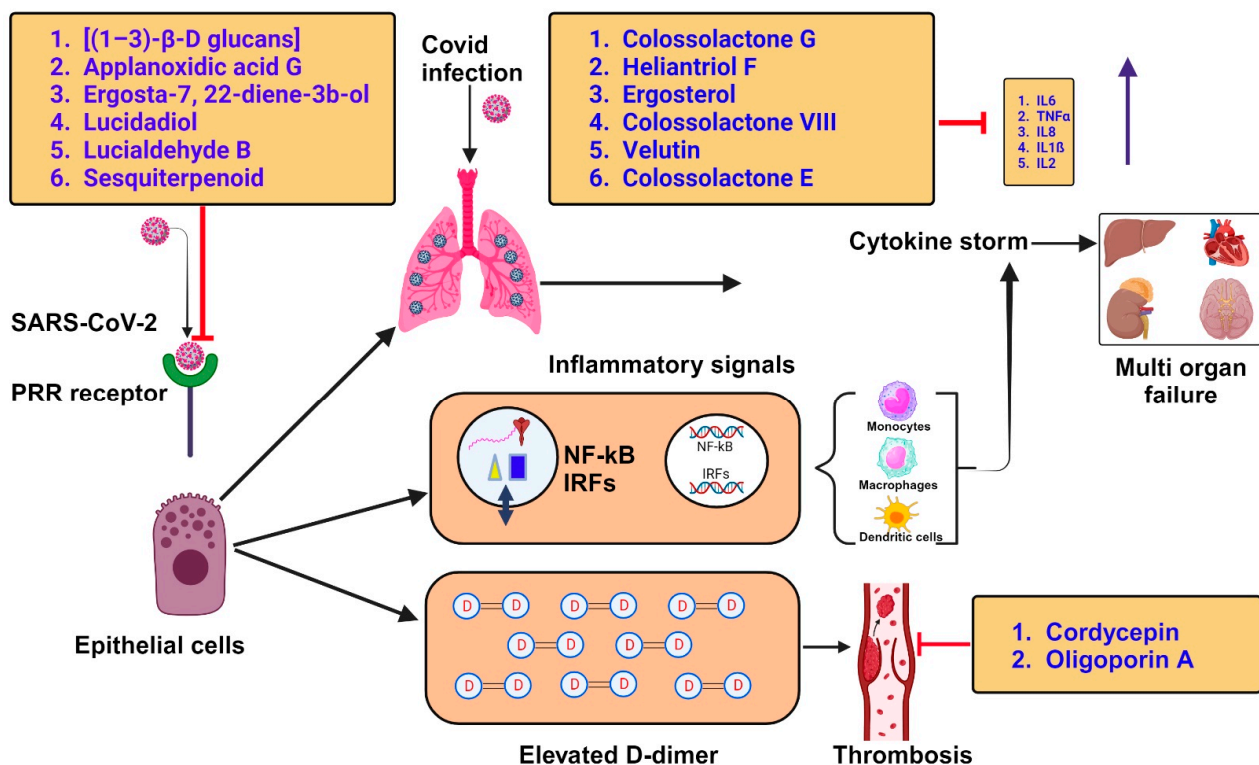 1. [(1–3)-β-D glucans]
2. Applanoxidic acid G
3. Ergosta-7, 22-diene-3b-ol
4. Lucidadiol
5. Lucialdehyde B
6. Sesquiterpenoid
Covid
infection
1. Colossolactone G
2. Heliantriol F
3. Ergosterol
4. Colossolactone VIII
5. Velutin
6. Colossolactone E
1. IL6
2. TNFα
3. IL8
4. IL1ß
5. IL2
SARS-CoV-2
PRR receptor
Cytokine storm
Multi organ
failure
Inflammatory signals
NF-kB
IRFs
NF-kB
IRFs
Monocytes
Macrophages
Dendritic cells
Epithelial cells
D D D D D D
D D D D
D D D D D D
Elevated D-dimer
Thrombosis
1. Cordycepin
2. Oligoporin A